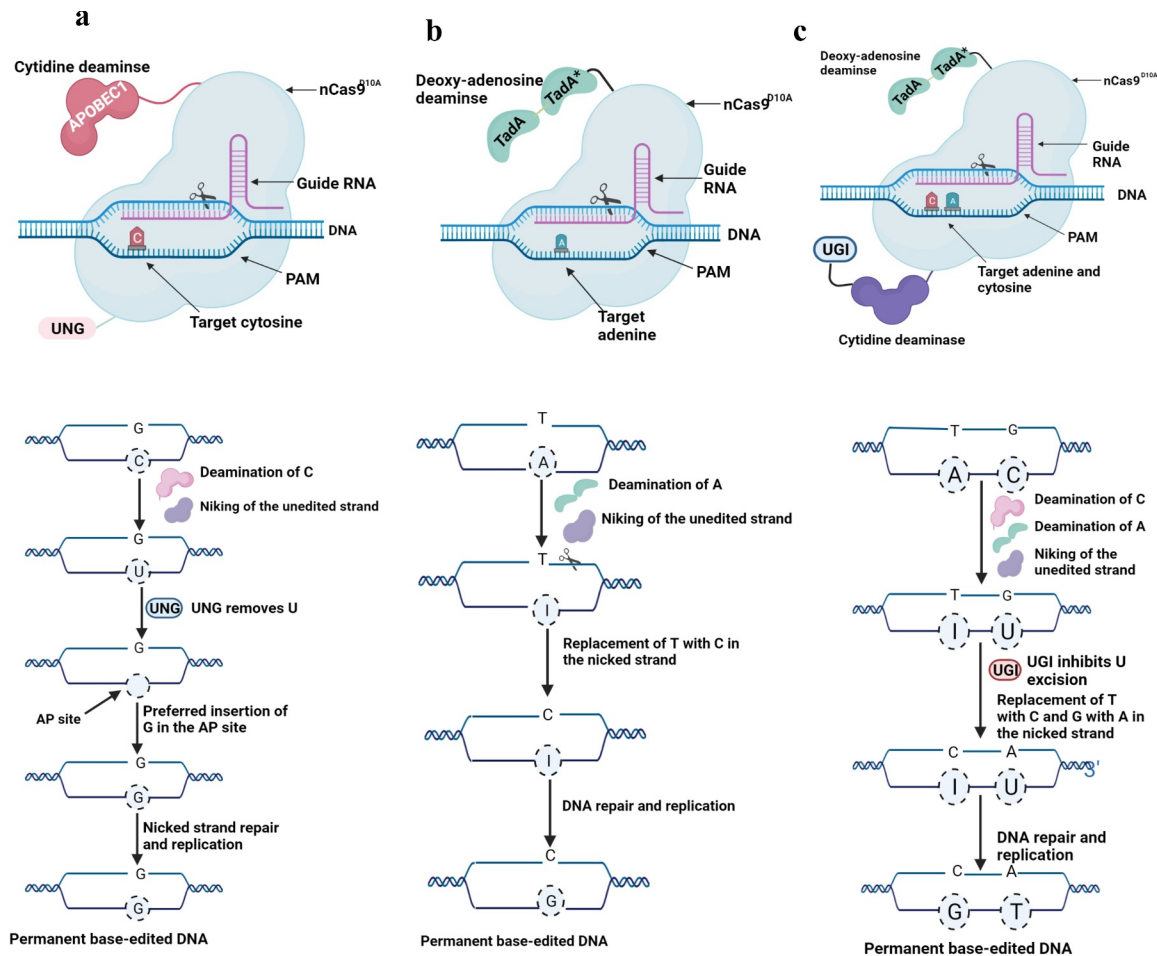 a
Cytidine deaminse
APOBEC1
nCas9^10A
Guide RNA
DNA
C
PAM
Target cytosine
UNG
b
Deoxy-adenosine
deaminse
TadA*
TadA
nCas9^D10A
Guide
RNA
DNA
A
PAM
Target
adenine
c
Deoxy-adenosine
deaminse
TadA*
TadA
nCas9^D10A
Guide
RNA
DNA
C A
PAM
UGI
Target adenine and
cytosine
Cytidine deaminase
G
C
Deamination of C
Niking of the unedited strand
G
U
UNG UNG removes U
G
AP site
Preferred insertion of
G in the AP site
G
G
Nicked strand repair
and replication
G
G
Permanent base-edited DNA
T
A
Deamination of A
Niking of the unedited strand
T
I
Replacement of T with C in
the nicked strand
C
I
DNA repair and replication
C
G
Permanent base-edited DNA
T G
A C
Deamination of C
Deamination of A
Niking of the
unedited strand
T G
I U
UGI UGI inhibits U
excision
Replacement of T
with C and G with A in
the nicked strand
C A
3'
I U
DNA repair and
replication
C A
G T
Permanent base-edited DNA